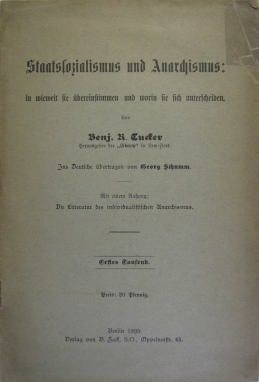 Staatssozialismus und Anarchismus:
in wieweit sie übereinstimmen und worin sie sich unterscheiden.
Von
Benj. R. Tucker
Herausgeber der „Liberty“ in New-York.
Ins Deutsche übertragen von Georg Schumm.
Mit einem Anhang:
Die Litteratur des individualistischen Anarchismus.
Erstes Tausend.
Preis: 20 Pfennig.
Berlin
Verlag von B. Zack, S.O., Oppelnerstr. 45.